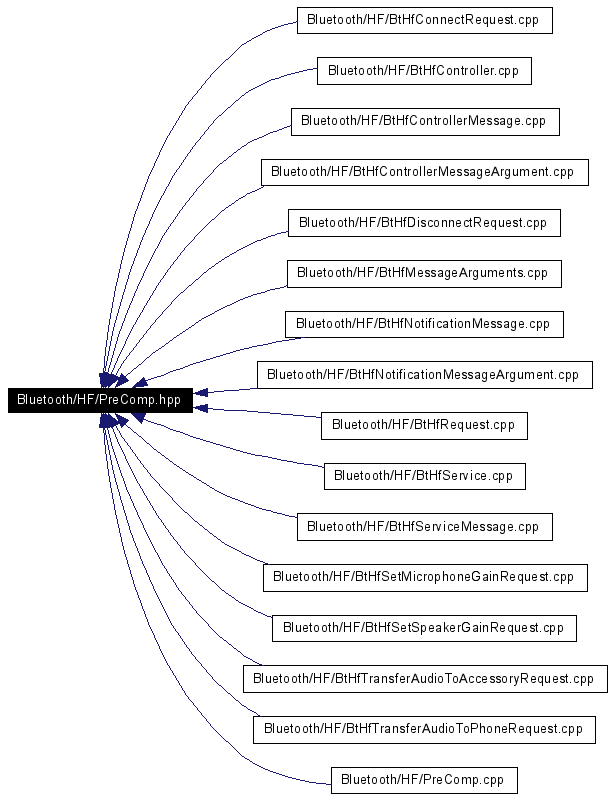 Bluetooth/HF/BtHfConnectRequest.cpp
Bluetooth/HF/BtHfController.cpp
Bluetooth/HF/BtHfControllerMessage.cpp
Bluetooth/HF/BtHfControllerMessageArgument.cpp
Bluetooth/HF/BtHfDisconnectRequest.cpp
Bluetooth/HF/BtHfMessageArguments.cpp
Bluetooth/HF/BtHfNotificationMessage.cpp
Bluetooth/HF/BtHfNotificationMessageArgument.cpp
Bluetooth/HF/PreComp.hpp
Bluetooth/HF/BtHfRequest.cpp
Bluetooth/HF/BtHfService.cpp
Bluetooth/HF/BtHfServiceMessage.cpp
Bluetooth/HF/BtHfSetMicrophoneGainRequest.cpp
Bluetooth/HF/BtHfSetSpeakerGainRequest.cpp
Bluetooth/HF/BtHfTransferAudioToAccessoryRequest.cpp
Bluetooth/HF/BtHfTransferAudioToPhoneRequest.cpp
Bluetooth/HF/PreComp.cpp